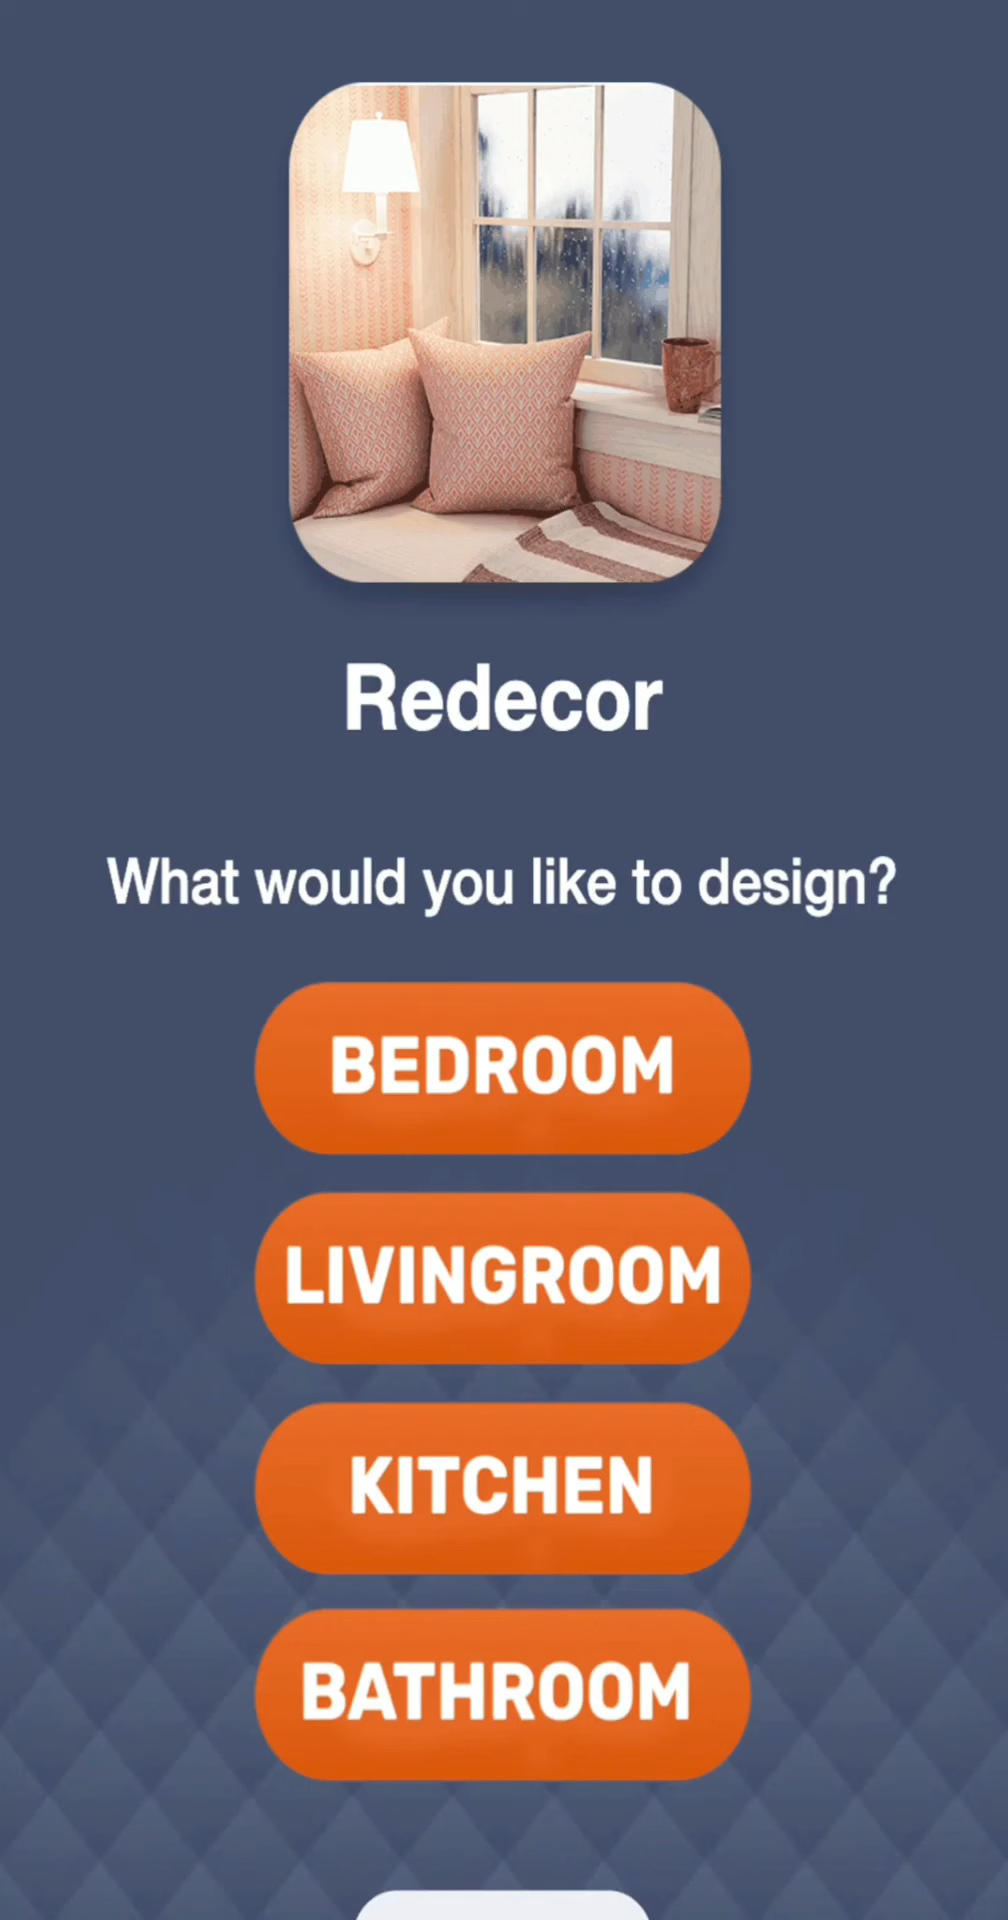 Redecor
What would you like to design?
BEDROOM
LIVINGROOM
KITCHEN
BATHROOM